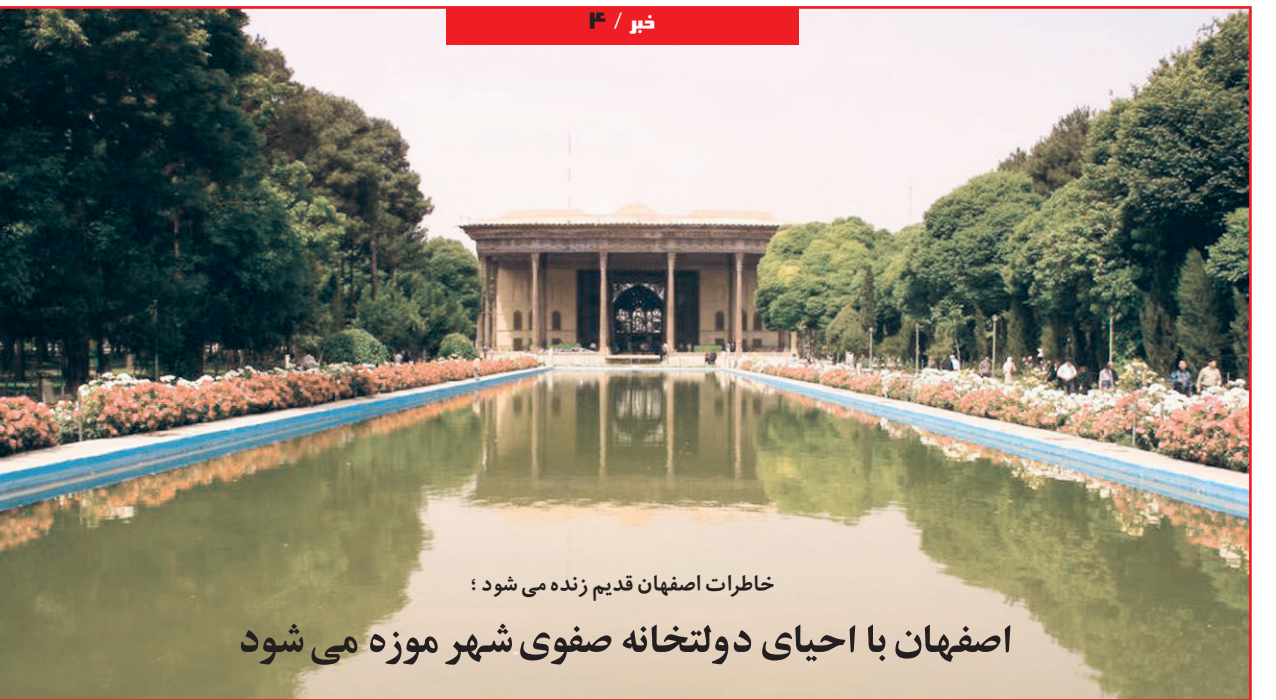 خبر / ۴
خاطرات اصفهان قدیم زنده می شود ؛
اصفهان با احیای دولتخانه صفوی شهر موزه می شود